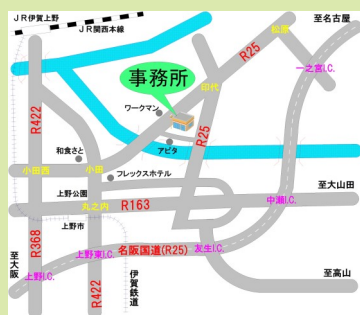 JR伊賀上野
JR関西本線
至名古屋
松原
R25
一之宮I.C.
事務所
印代
ワークマン
R422
R25
アピタ
和食さと
小田西
小田
フレックスホテル
上野公園
丸之内
R163
至大山田
中瀬I.C.
上野市
R368
至大阪
上野東I.C.
名阪国道(R25)
友生I.C.
上野I.C.
伊賀鉄道
至高山
R422